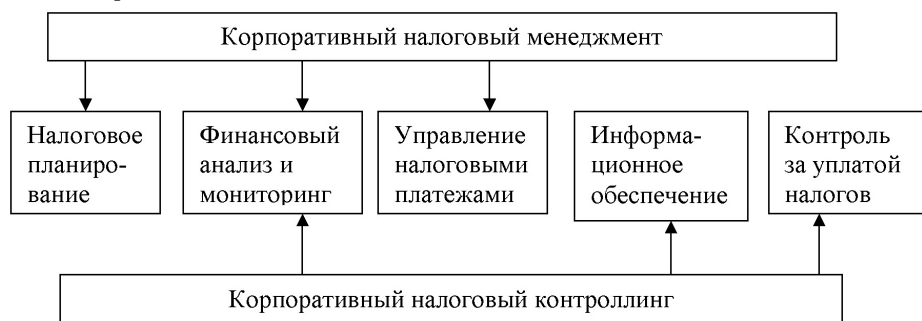 Корпоративный налоговый менеджмент
Налоговое
планиро-
вание
Финансовый
анализ и
мониторинг
Управление
налоговыми
платежами
Информа-
ционное
обеспечение
Контроль
за уплатой
налогов
Корпоративный налоговый контроллинг